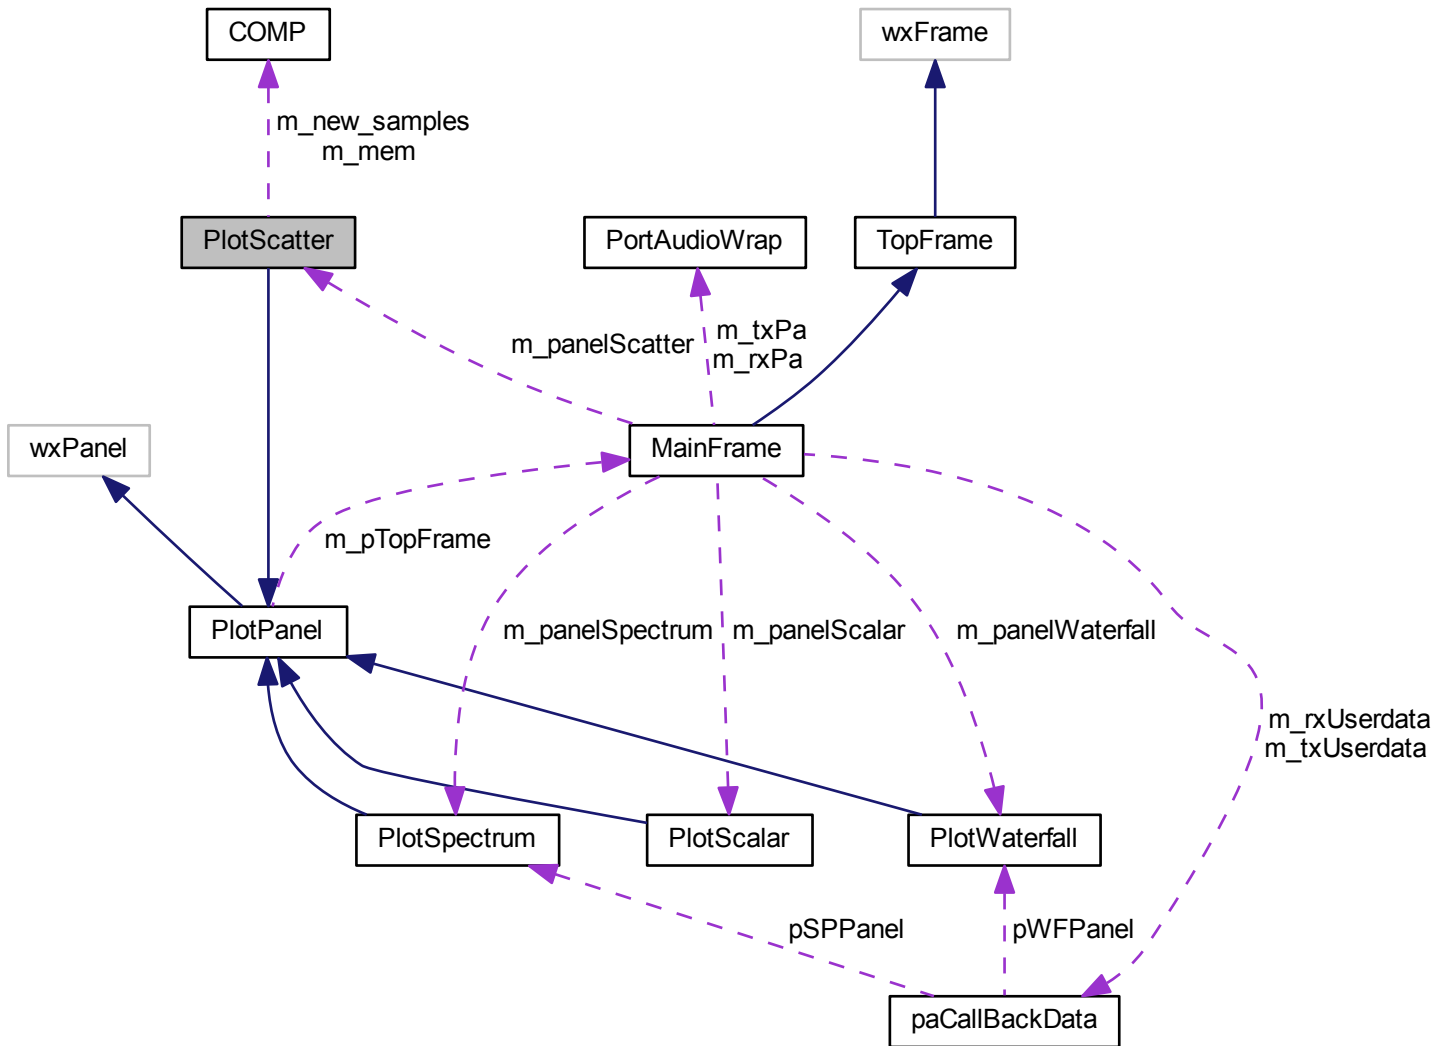 COMP
wxFrame
m_new_samples
m_mem
PlotScatter
PortAudioWrap
TopFrame
m_panelScatter
m_txPa
m_rxPa
wxPanel
MainFrame
m_pTopFrame
PlotPanel
m_panelSpectrum
m_panelScalar
m_panelWaterfall
m_rxUserdata
m_txUserdata
PlotSpectrum
PlotScalar
PlotWaterfall
pSPPanel
pWFPanel
paCallBackData